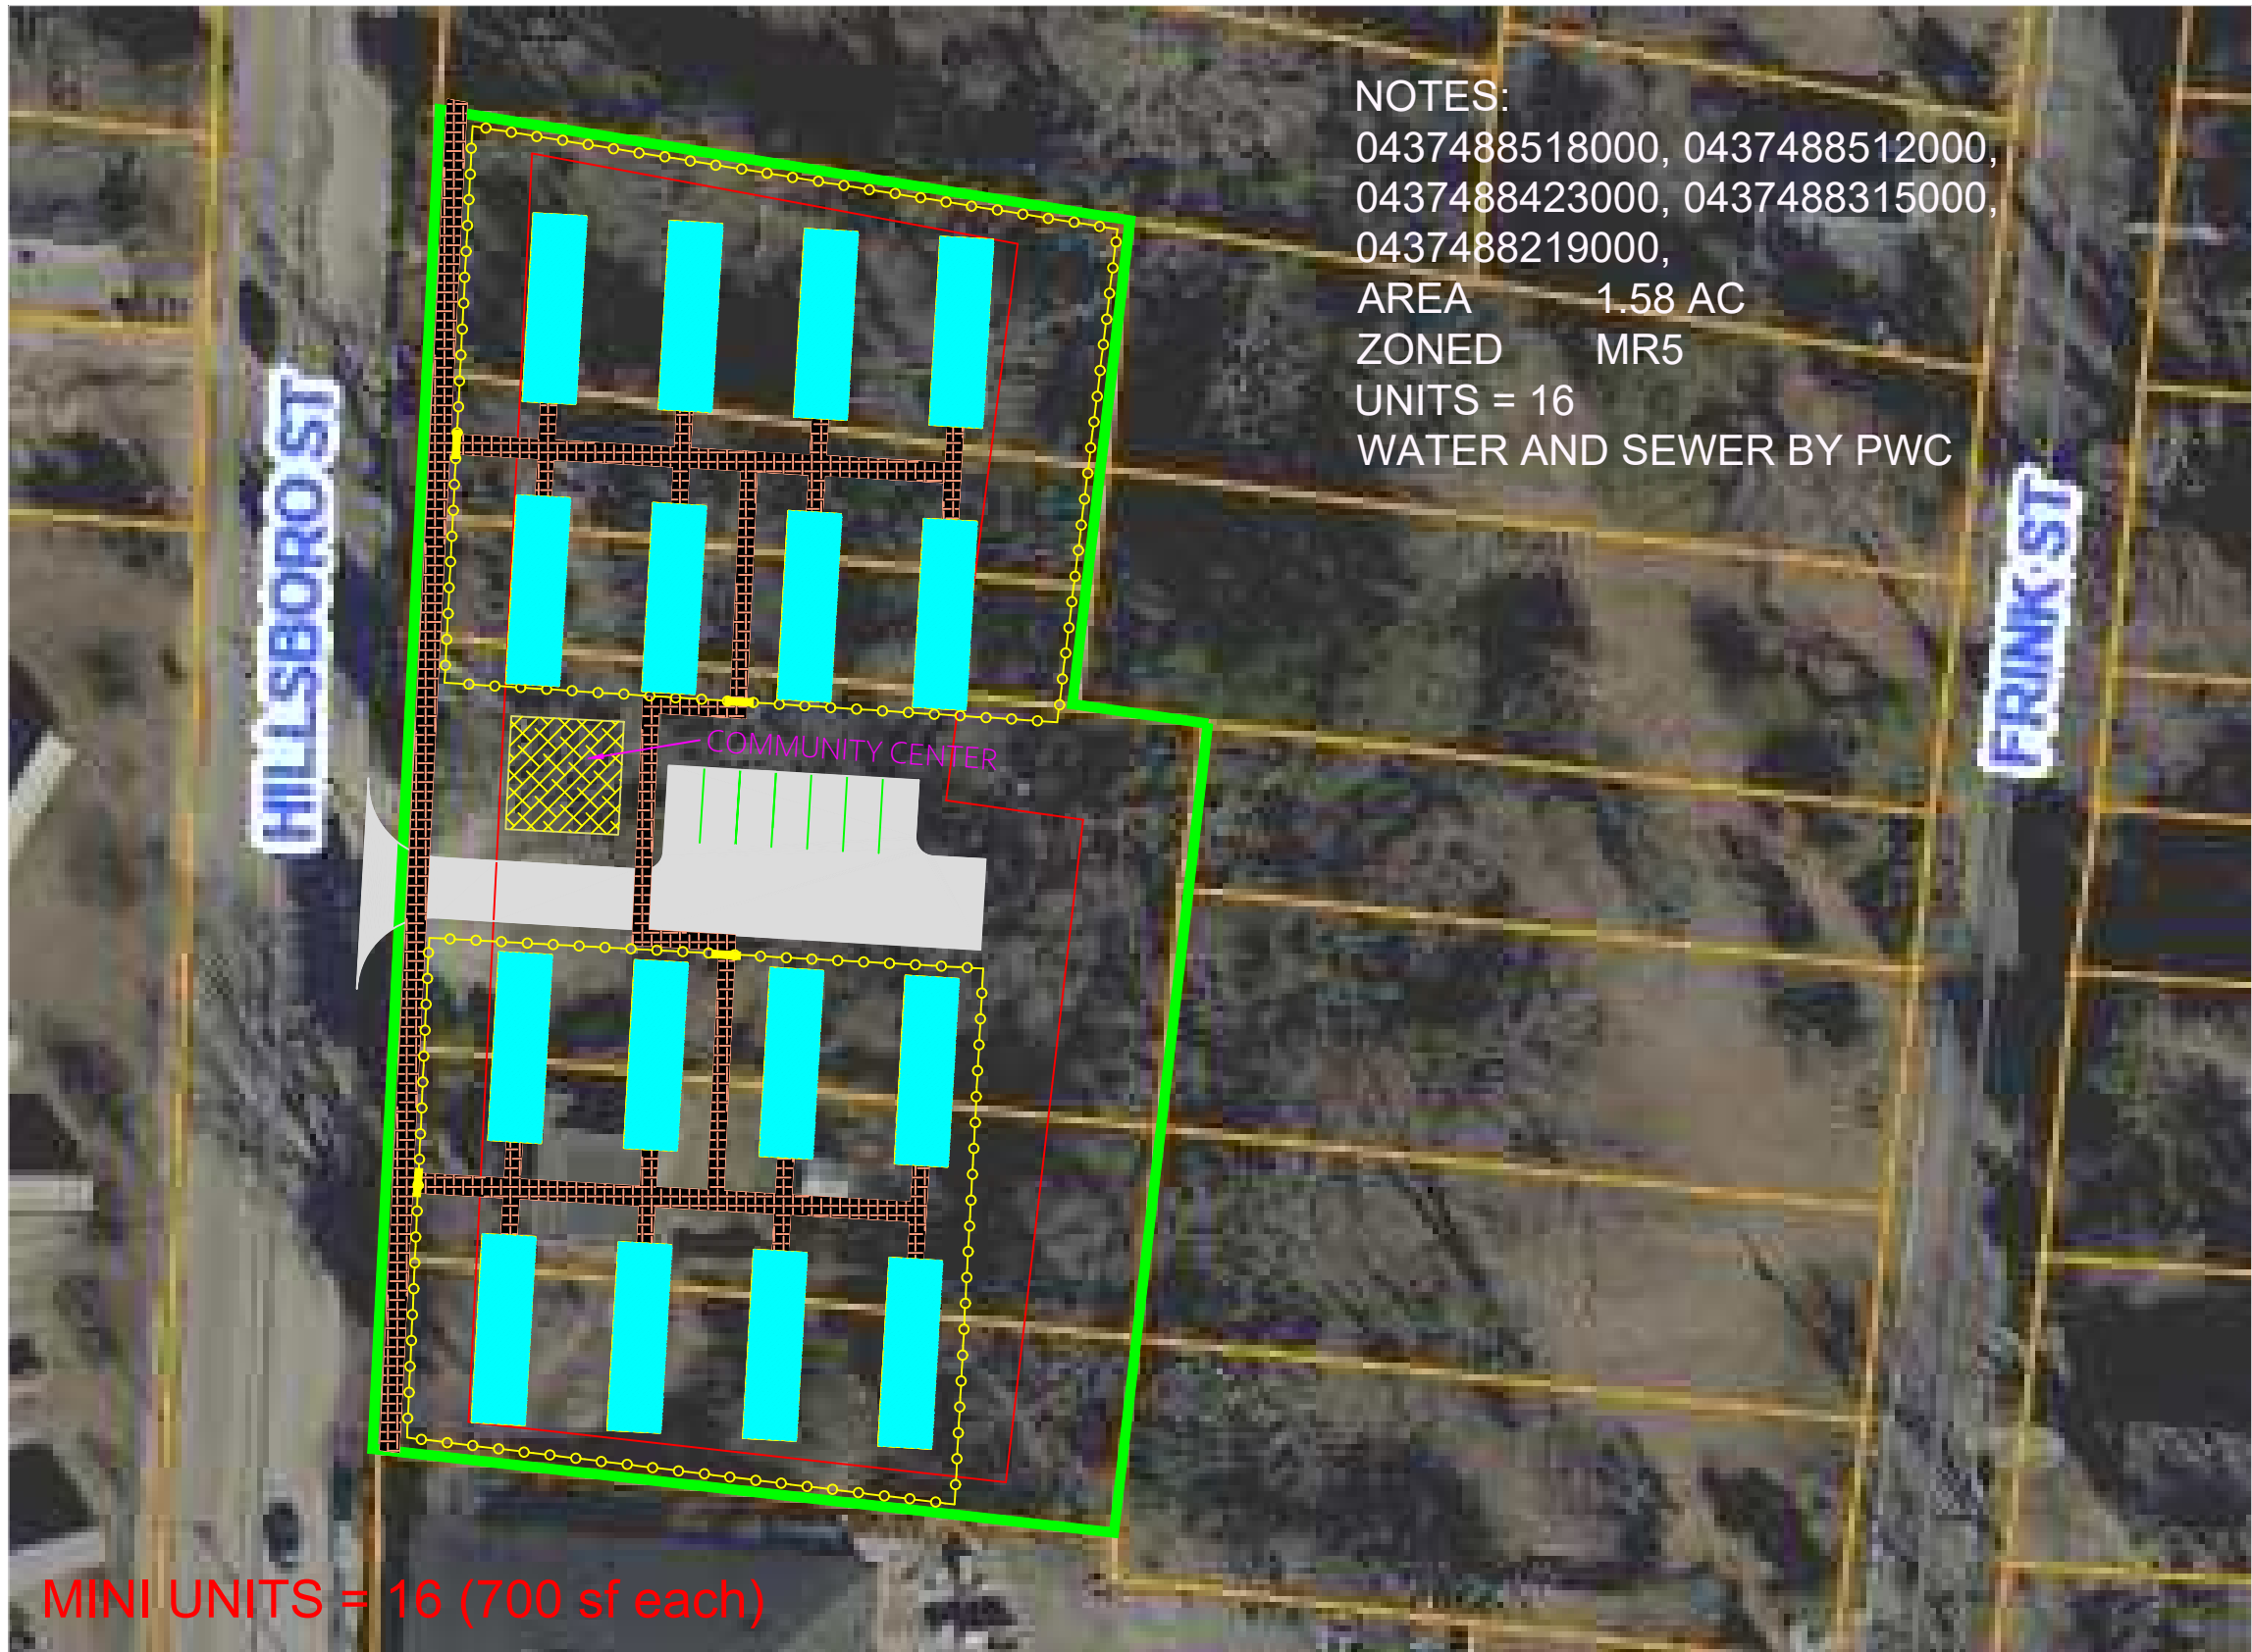 NOTES:
0437488518000, 0437488512000,
0437488423000, 0437488315000,
0437488219000,
AREA 1.58 AC
ZONED MR5
UNITS = 16
WATER AND SEWER BY PWC
HILLSBORO ST
FRINK ST
COMMUNITY CENTER
MINI UNITS = 16 (700 sf each)